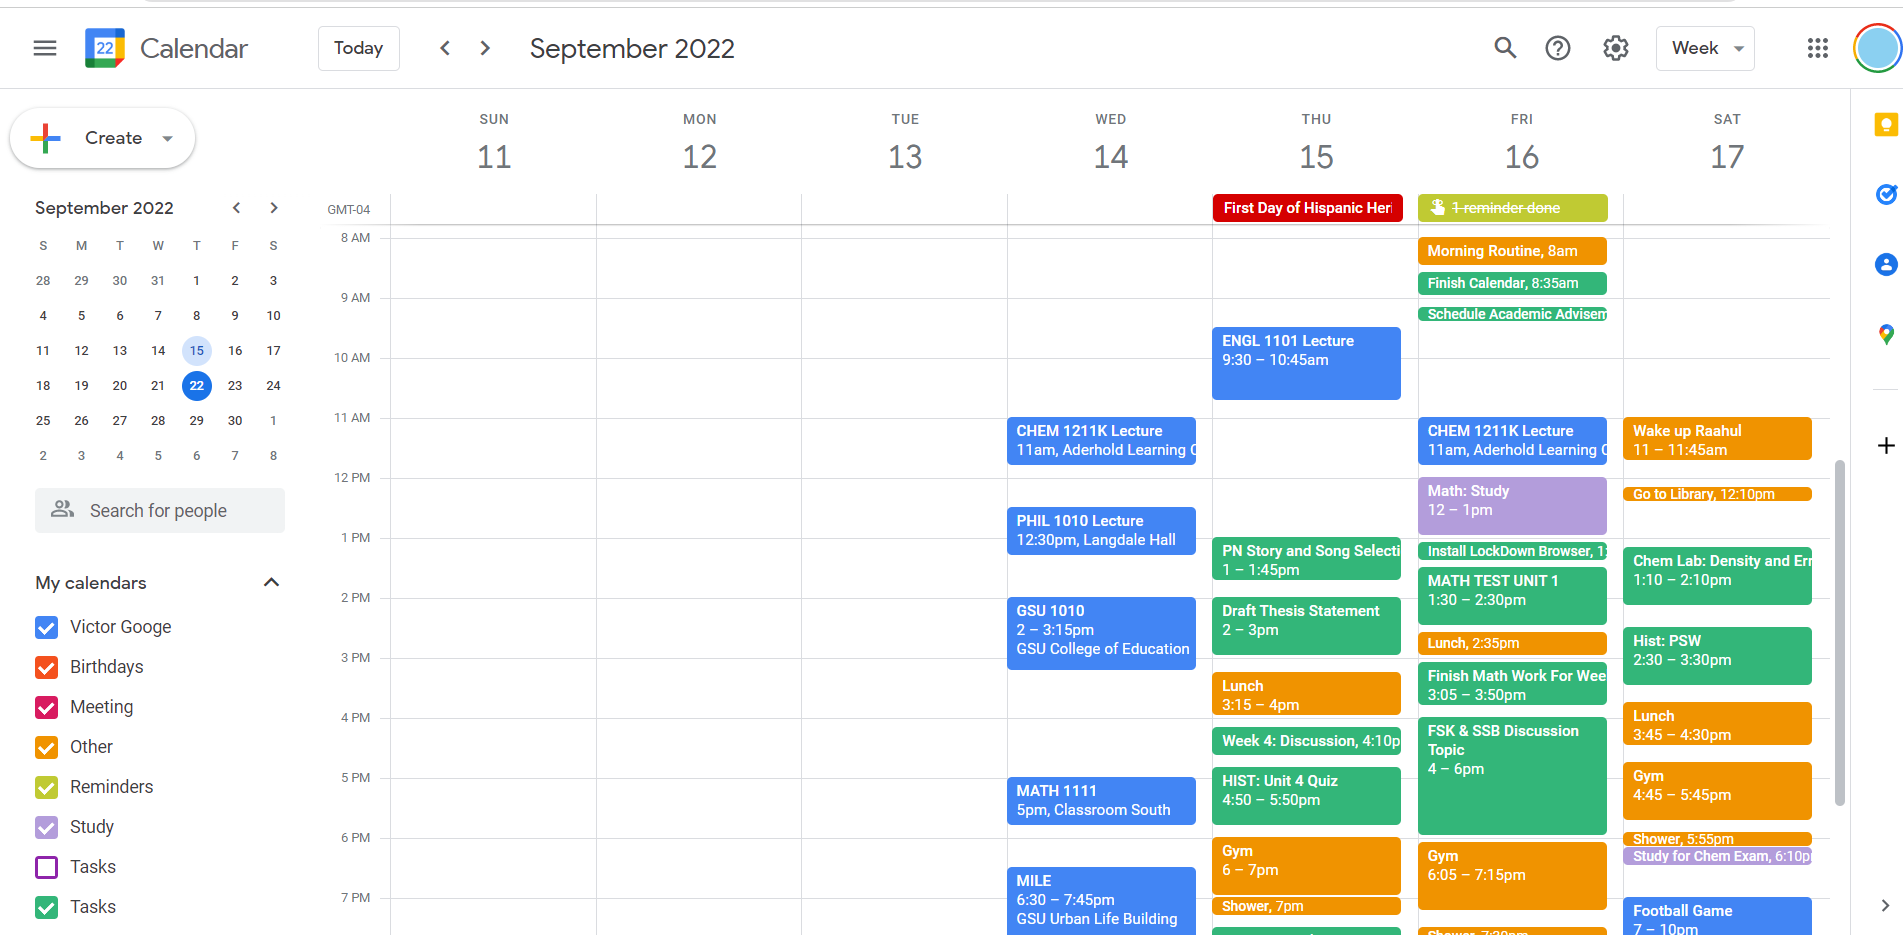 22
Calendar
Today
September 2022
Week
Create
September 2022
S M T W T F S
28 29 30 31 1 2 3
4 5 6 7 8 9 10
11 12 13 14 15 16 17
18 19 20 21 22 23 24
25 26 27 28 29 30 1
2 3 4 5 6 7 8
Search for people
My calendars
Victor Googe
Birthdays
Meeting
Other
Reminders
Study
Tasks
Tasks
SUN MON TUE WED THU FRI SAT
11 12 13 14 15 16 17
GMT-04
First Day of Hispanic Heri
1 reminder done
8 AM
9 AM
10 AM
11 AM
12 PM
1 PM
2 PM
3 PM
4 PM
5 PM
6 PM
7 PM
CHEM 1211K Lecture
11am, Aderhold Learning C
PHIL 1010 Lecture
12:30pm, Langdale Hall
GSU 1010
2 – 3:15pm
GSU College of Education
MATH 1111
5pm, Classroom South
MILE
6:30 – 7:45pm
GSU Urban Life Building
ENGL 1101 Lecture
9:30 – 10:45am
PN Story and Song Selecti
1 – 1:45pm
Draft Thesis Statement
2 – 3pm
Lunch
3:15 – 4pm
Week 4: Discussion, 4:10p
HIST: Unit 4 Quiz
4:50 – 5:50pm
Gym
6 – 7pm
Shower, 7pm
Morning Routine, 8am
Finish Calendar, 8:35am
Schedule Academic Advisem
CHEM 1211K Lecture
11am, Aderhold Learning C
Math: Study
12 – 1pm
Install LockDown Browser, 1:
MATH TEST UNIT 1
1:30 – 2:30pm
Lunch, 2:35pm
Finish Math Work For Wee
3:05 – 3:50pm
FSK & SSB Discussion
Topic
4 – 6pm
Gym
6:05 – 7:15pm
Shower, 7:20pm
Wake up Raahul
11 – 11:45am
Go to Library, 12:10pm
Chem Lab: Density and Err
1:10 – 2:10pm
Hist: PSW
2:30 – 3:30pm
Lunch
3:45 – 4:30pm
Gym
4:45 – 5:45pm
Shower, 5:55pm
Study for Chem Exam, 6:10p
Football Game
7 – 10pm